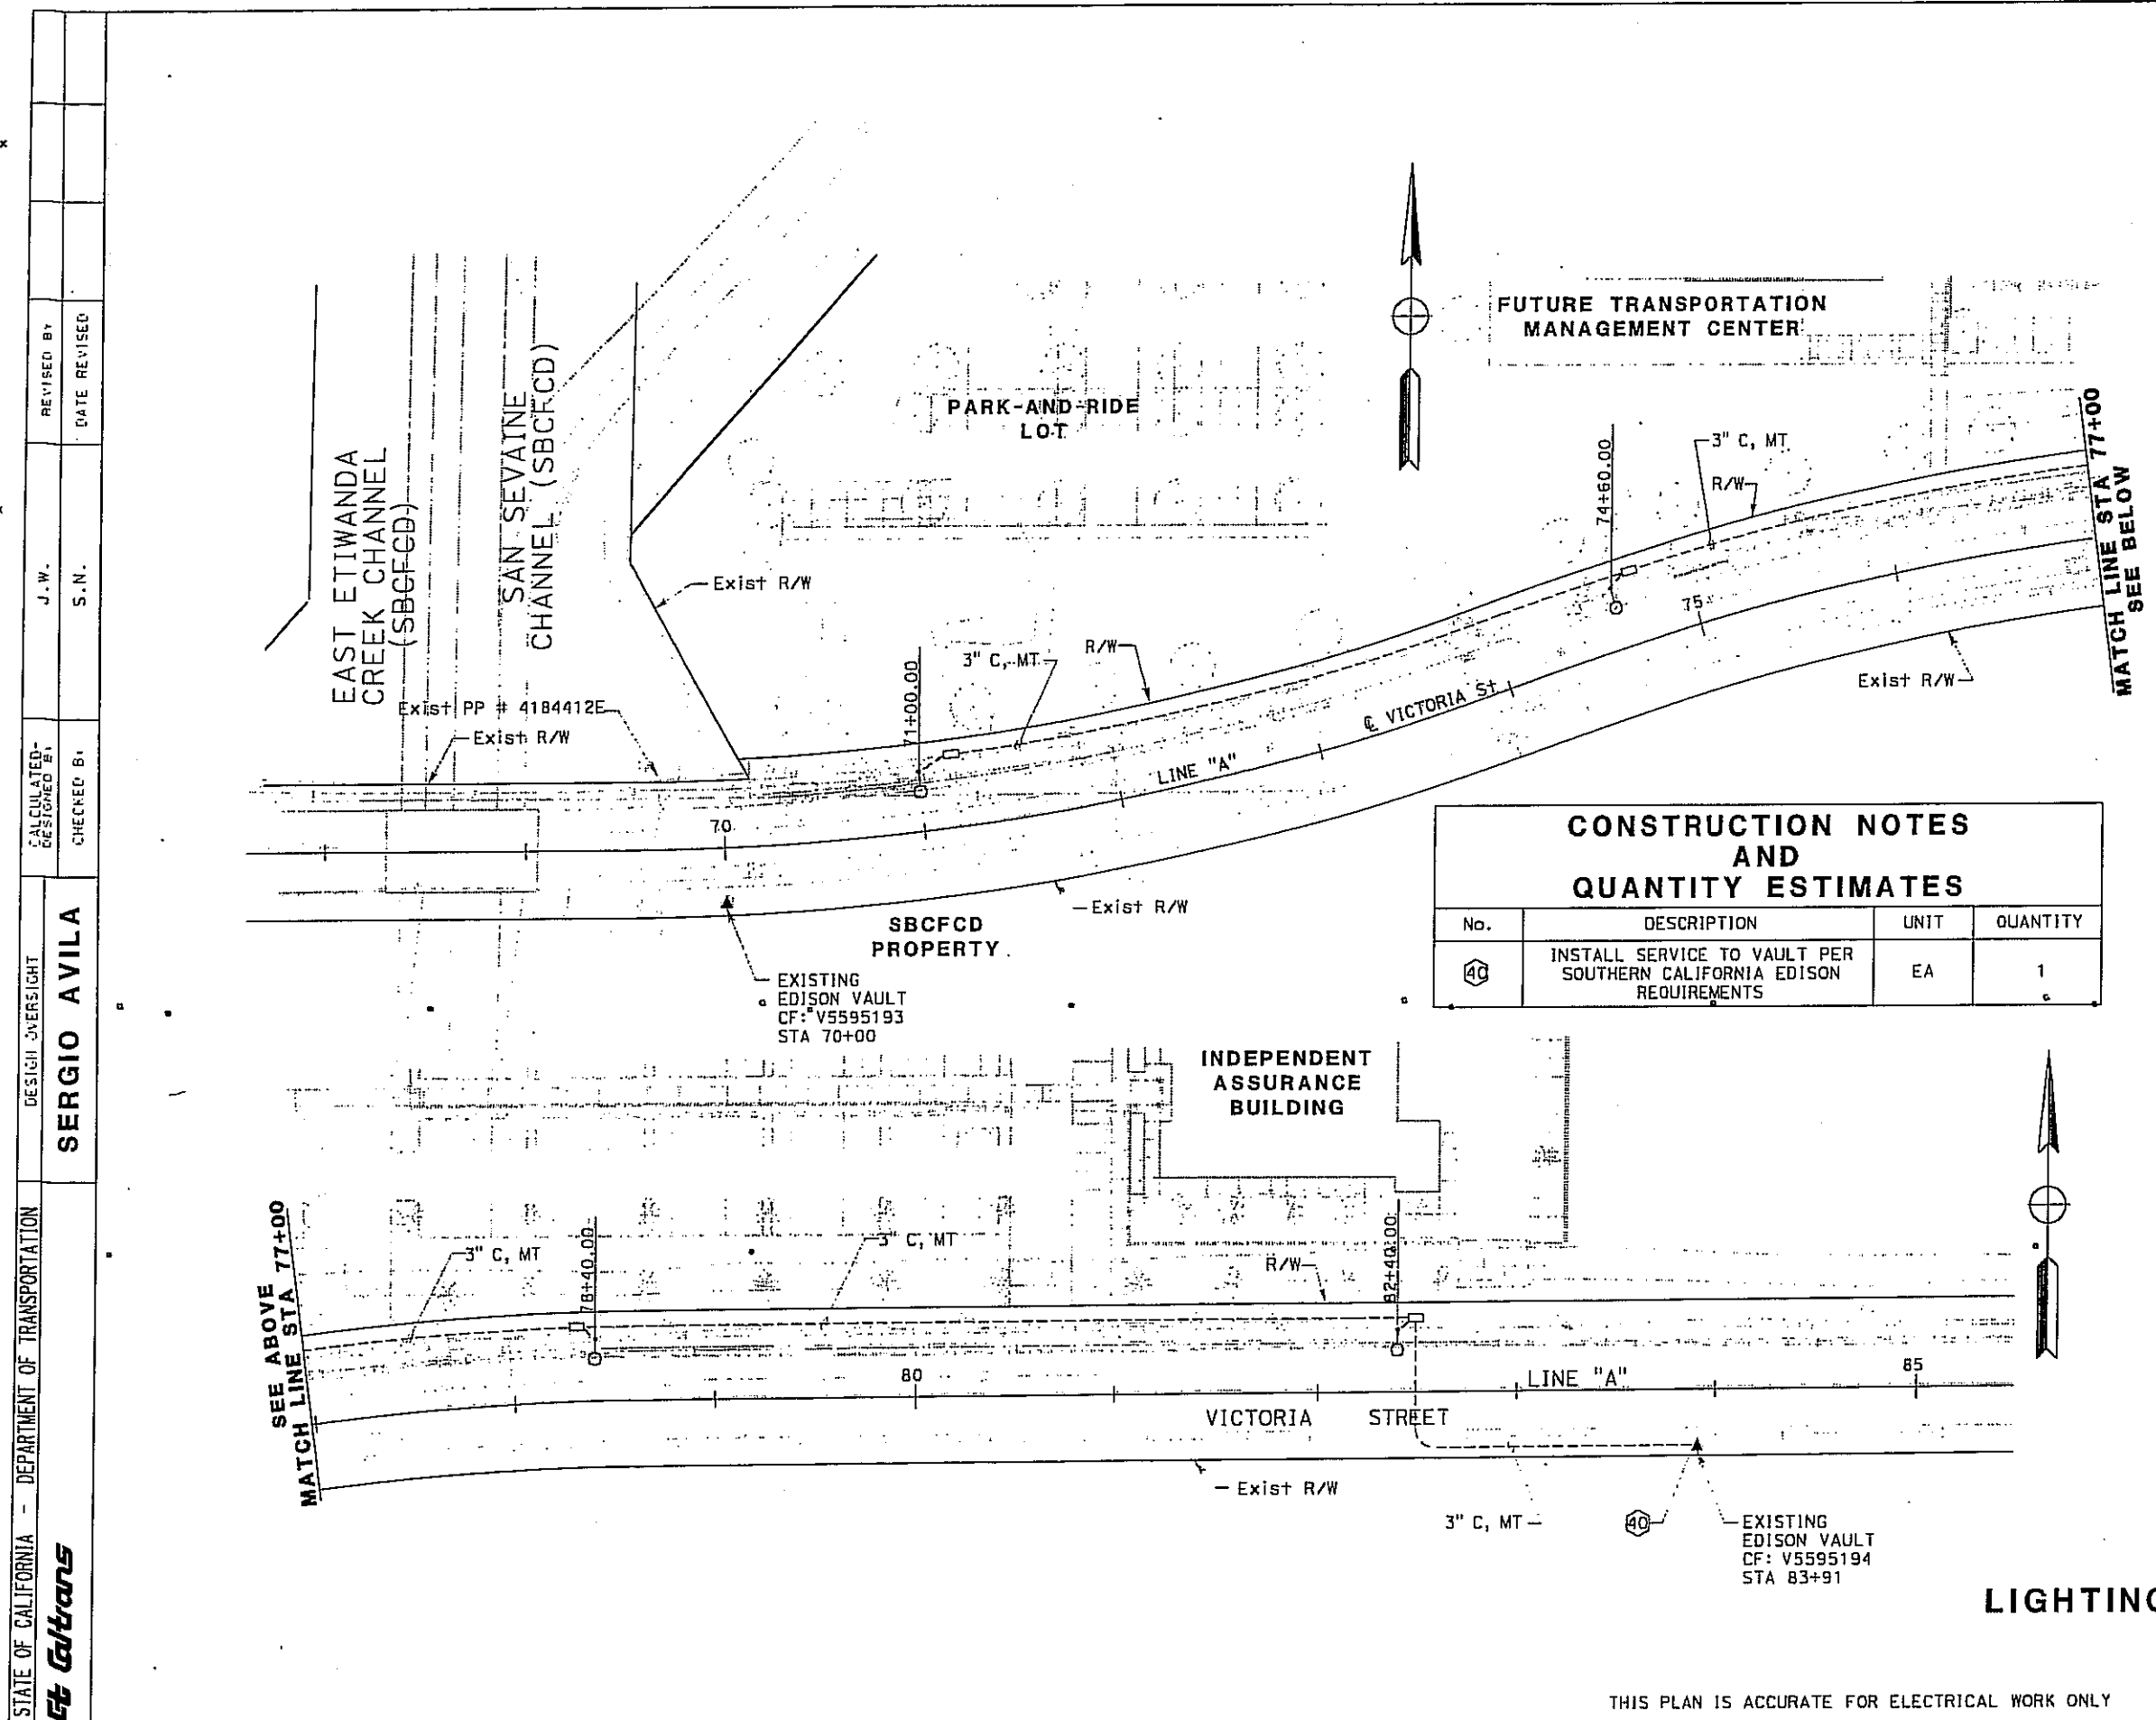 REVISED BY
DATE REVISED
J.W.
S.N.
CALCULATED-
DESIGNED BY
CHECKED BY
DESIGN OVERSIGHT
SERGIO AVILA
STATE OF CALIFORNIA - DEPARTMENT OF TRANSPORTATION
Caltrans
EAST ETIWANDA
CREEK CHANNEL
(SBCFCD)
SAN SEVAINE
CHANNEL (SBCFCD)
PARK-AND-RIDE
LOT
FUTURE TRANSPORTATION
MANAGEMENT CENTER
3" C, MT
R/W
74+60.00
MATCH LINE STA 77+00
SEE BELOW
Exist R/W
R/W
3" C, MT
71+00.00
75
Exist R/W
Exist PP # 4184412E
Exist R/W
℄ VICTORIA St
LINE "A"
70
Exist R/W
SBCFCD
PROPERTY
EXISTING
EDISON VAULT
CF: V5595193
STA 70+00
CONSTRUCTION NOTES
AND
QUANTITY ESTIMATES
No. DESCRIPTION UNIT QUANTITY
40 INSTALL SERVICE TO VAULT PER
SOUTHERN CALIFORNIA EDISON EA 1
REQUIREMENTS
INDEPENDENT
ASSURANCE
BUILDING
SEE ABOVE
MATCH LINE STA 77+00
3" C, MT
78+40.00
3" C, MT
R/W
82+40.00
80
LINE "A"
85
VICTORIA STREET
Exist R/W
3" C, MT
40
EXISTING
EDISON VAULT
CF: V5595194
STA 83+91
LIGHTING
THIS PLAN IS ACCURATE FOR ELECTRICAL WORK ONLY